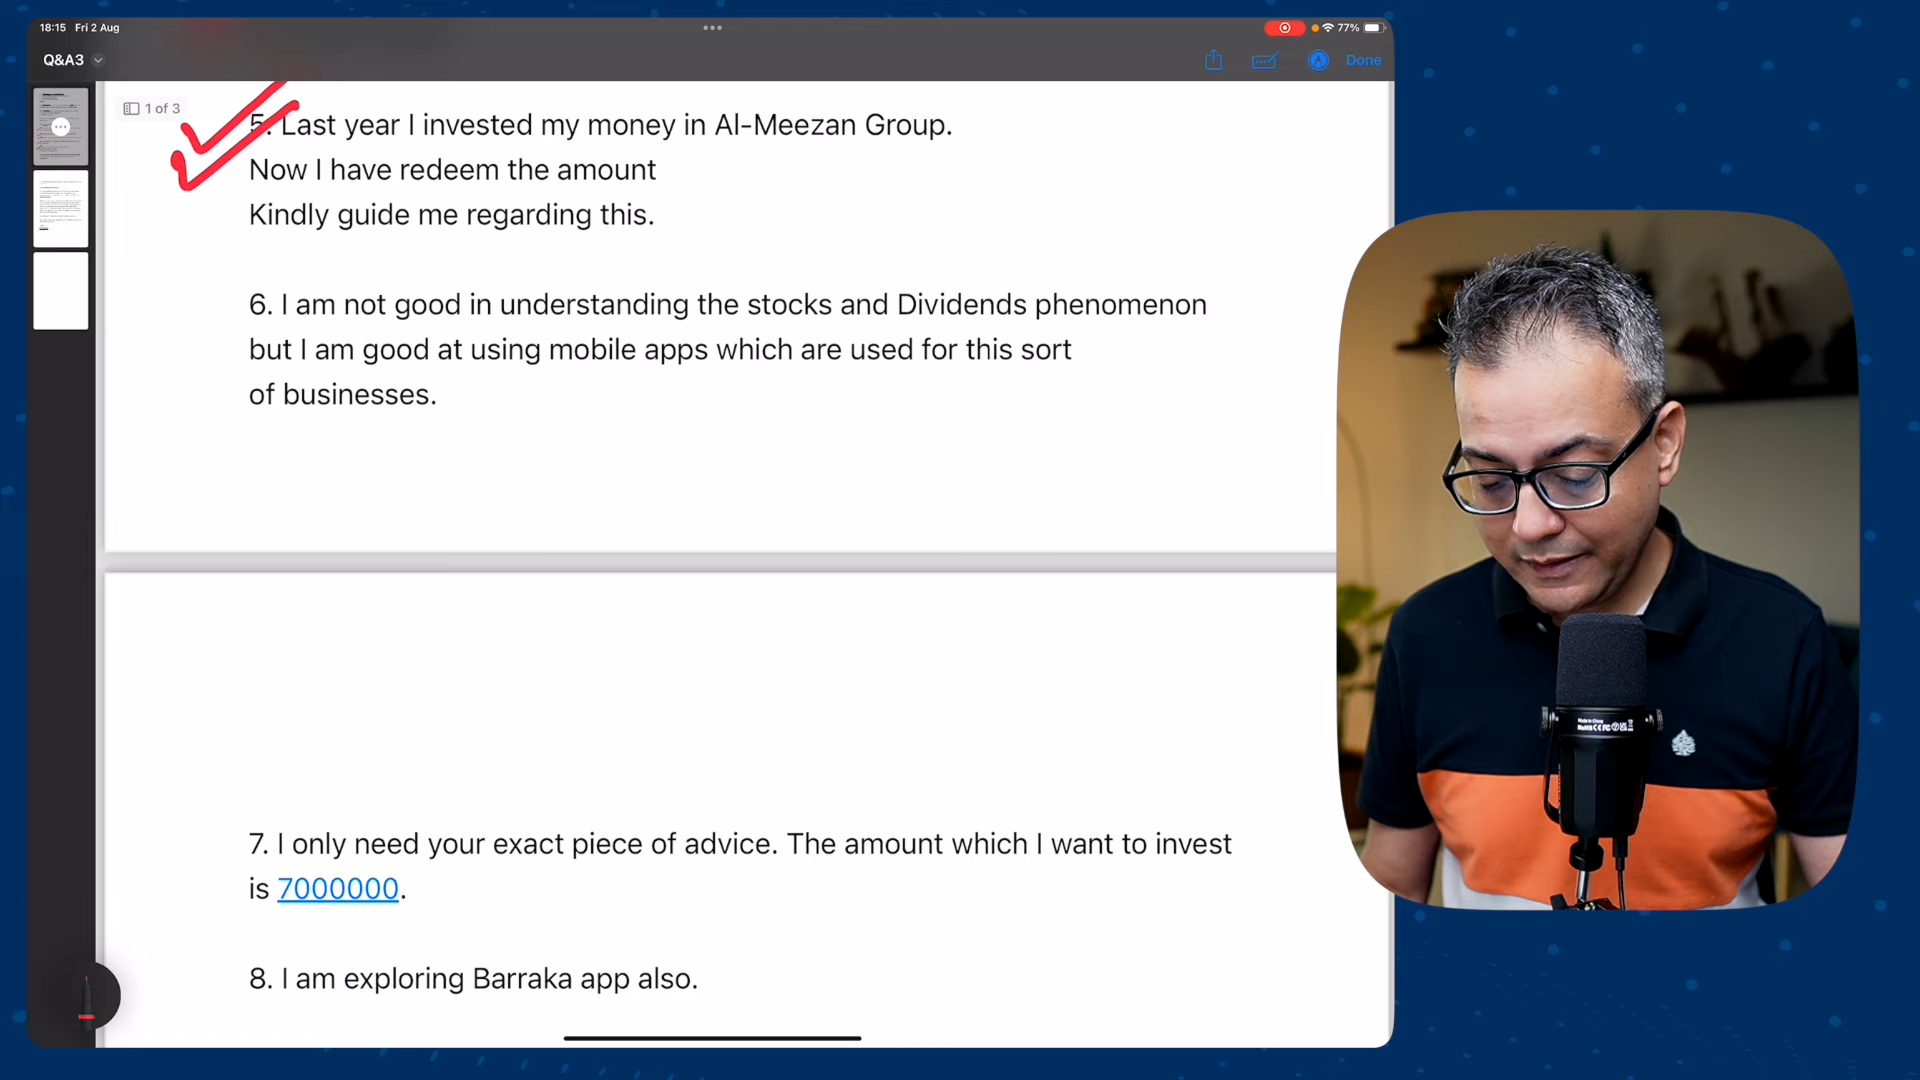 18:15 Fri 2 Aug
77%
Q&A3
Done
1 of 3
5. Last year I invested my money in Al-Meezan Group.
Now I have redeem the amount
Kindly guide me regarding this.
6. I am not good in understanding the stocks and Dividends phenomenon
but I am good at using mobile apps which are used for this sort
of businesses.
7. I only need your exact piece of advice. The amount which I want to invest
is 7000000.
8. I am exploring Barraka app also.